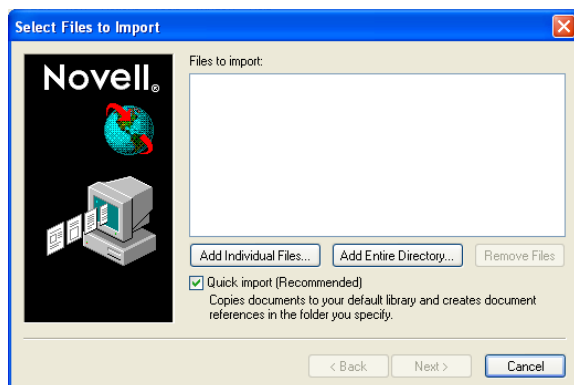 Select Files to Import
Novell®
Files to import:
Add Individual Files...
Add Entire Directory...
Remove Files
Quick import (Recommended)
Copies documents to your default library and creates document
references in the folder you specify.
< Back
Next >
Cancel